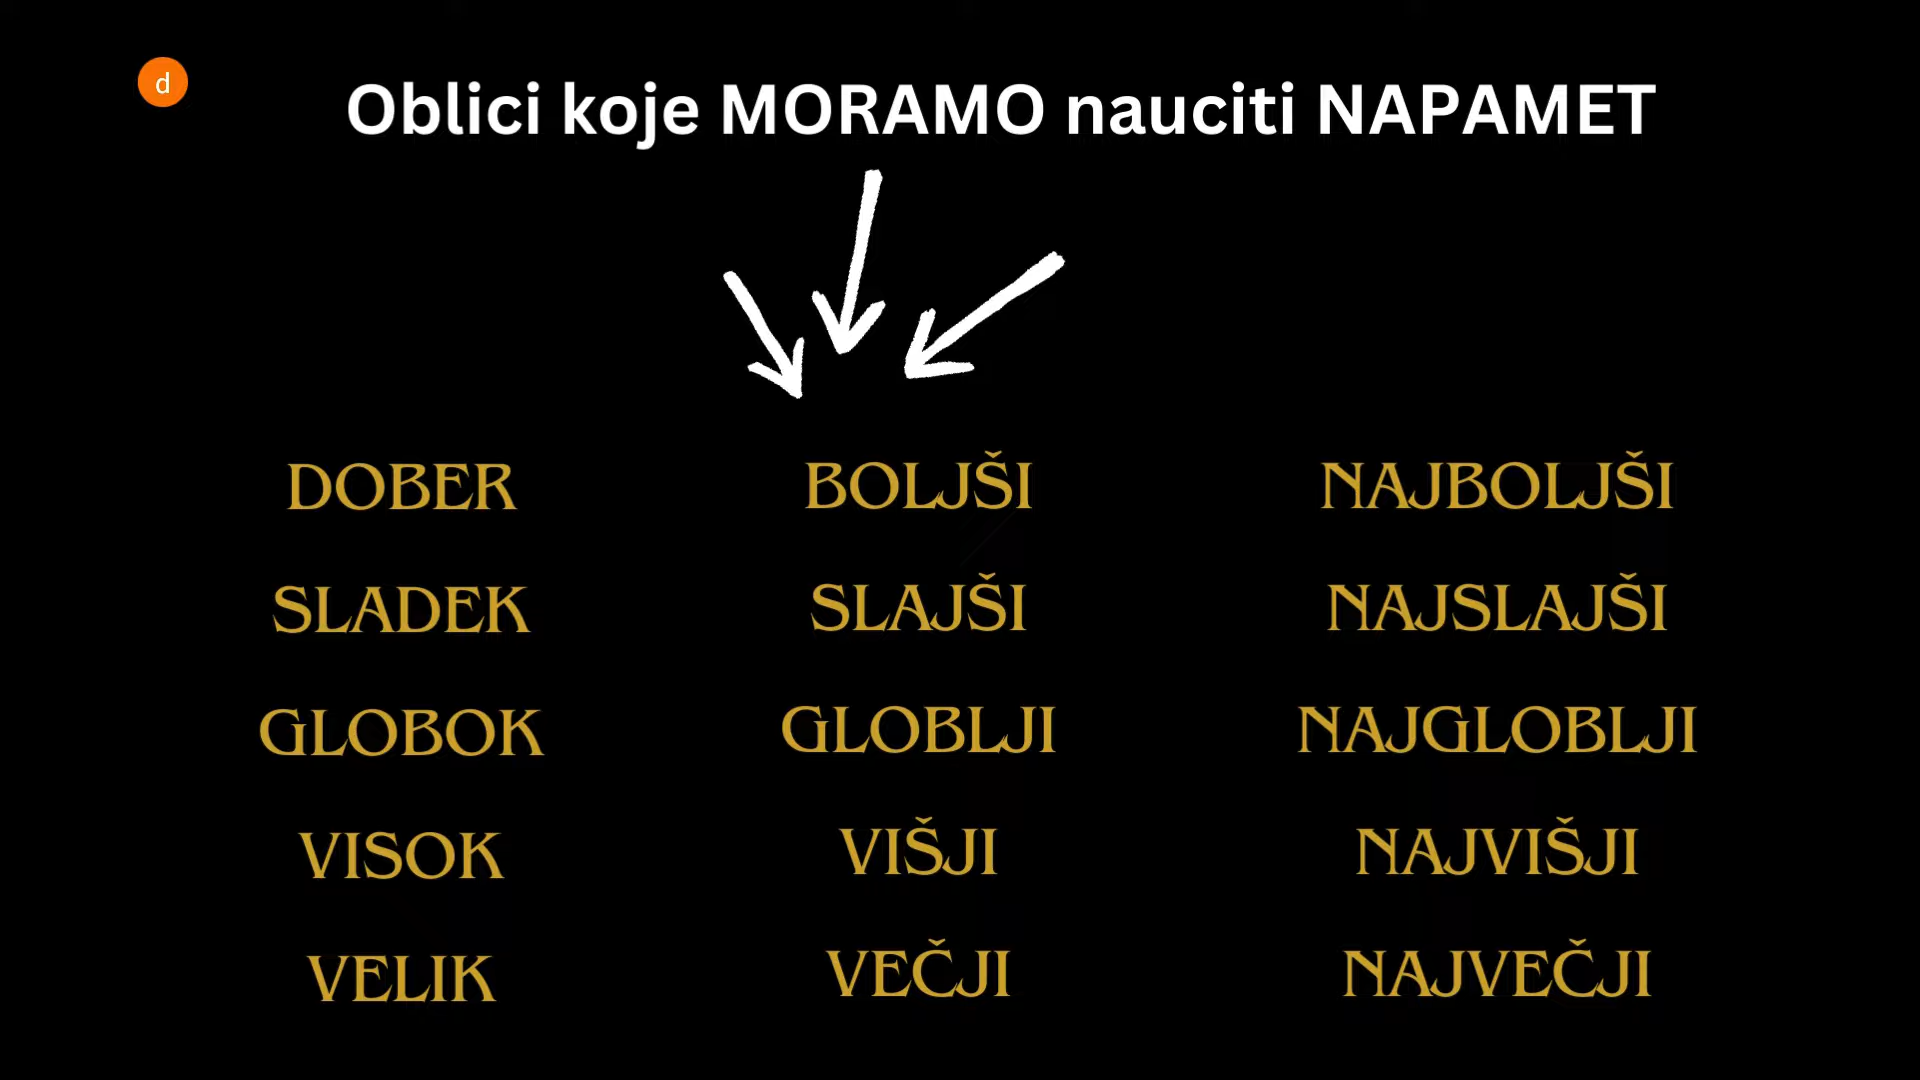 d
Oblici koje MORAMO nauciti NAPAMET
DOBER BOLJŠI NAJBOLJŠI
SLADEK SLAJŠI NAJSLAJŠI
GLOBOK GLOBLJI NAJGLOBLJI
VISOK VIŠJI NAJVIŠJI
VELIK VEČJI NAJVEČJI